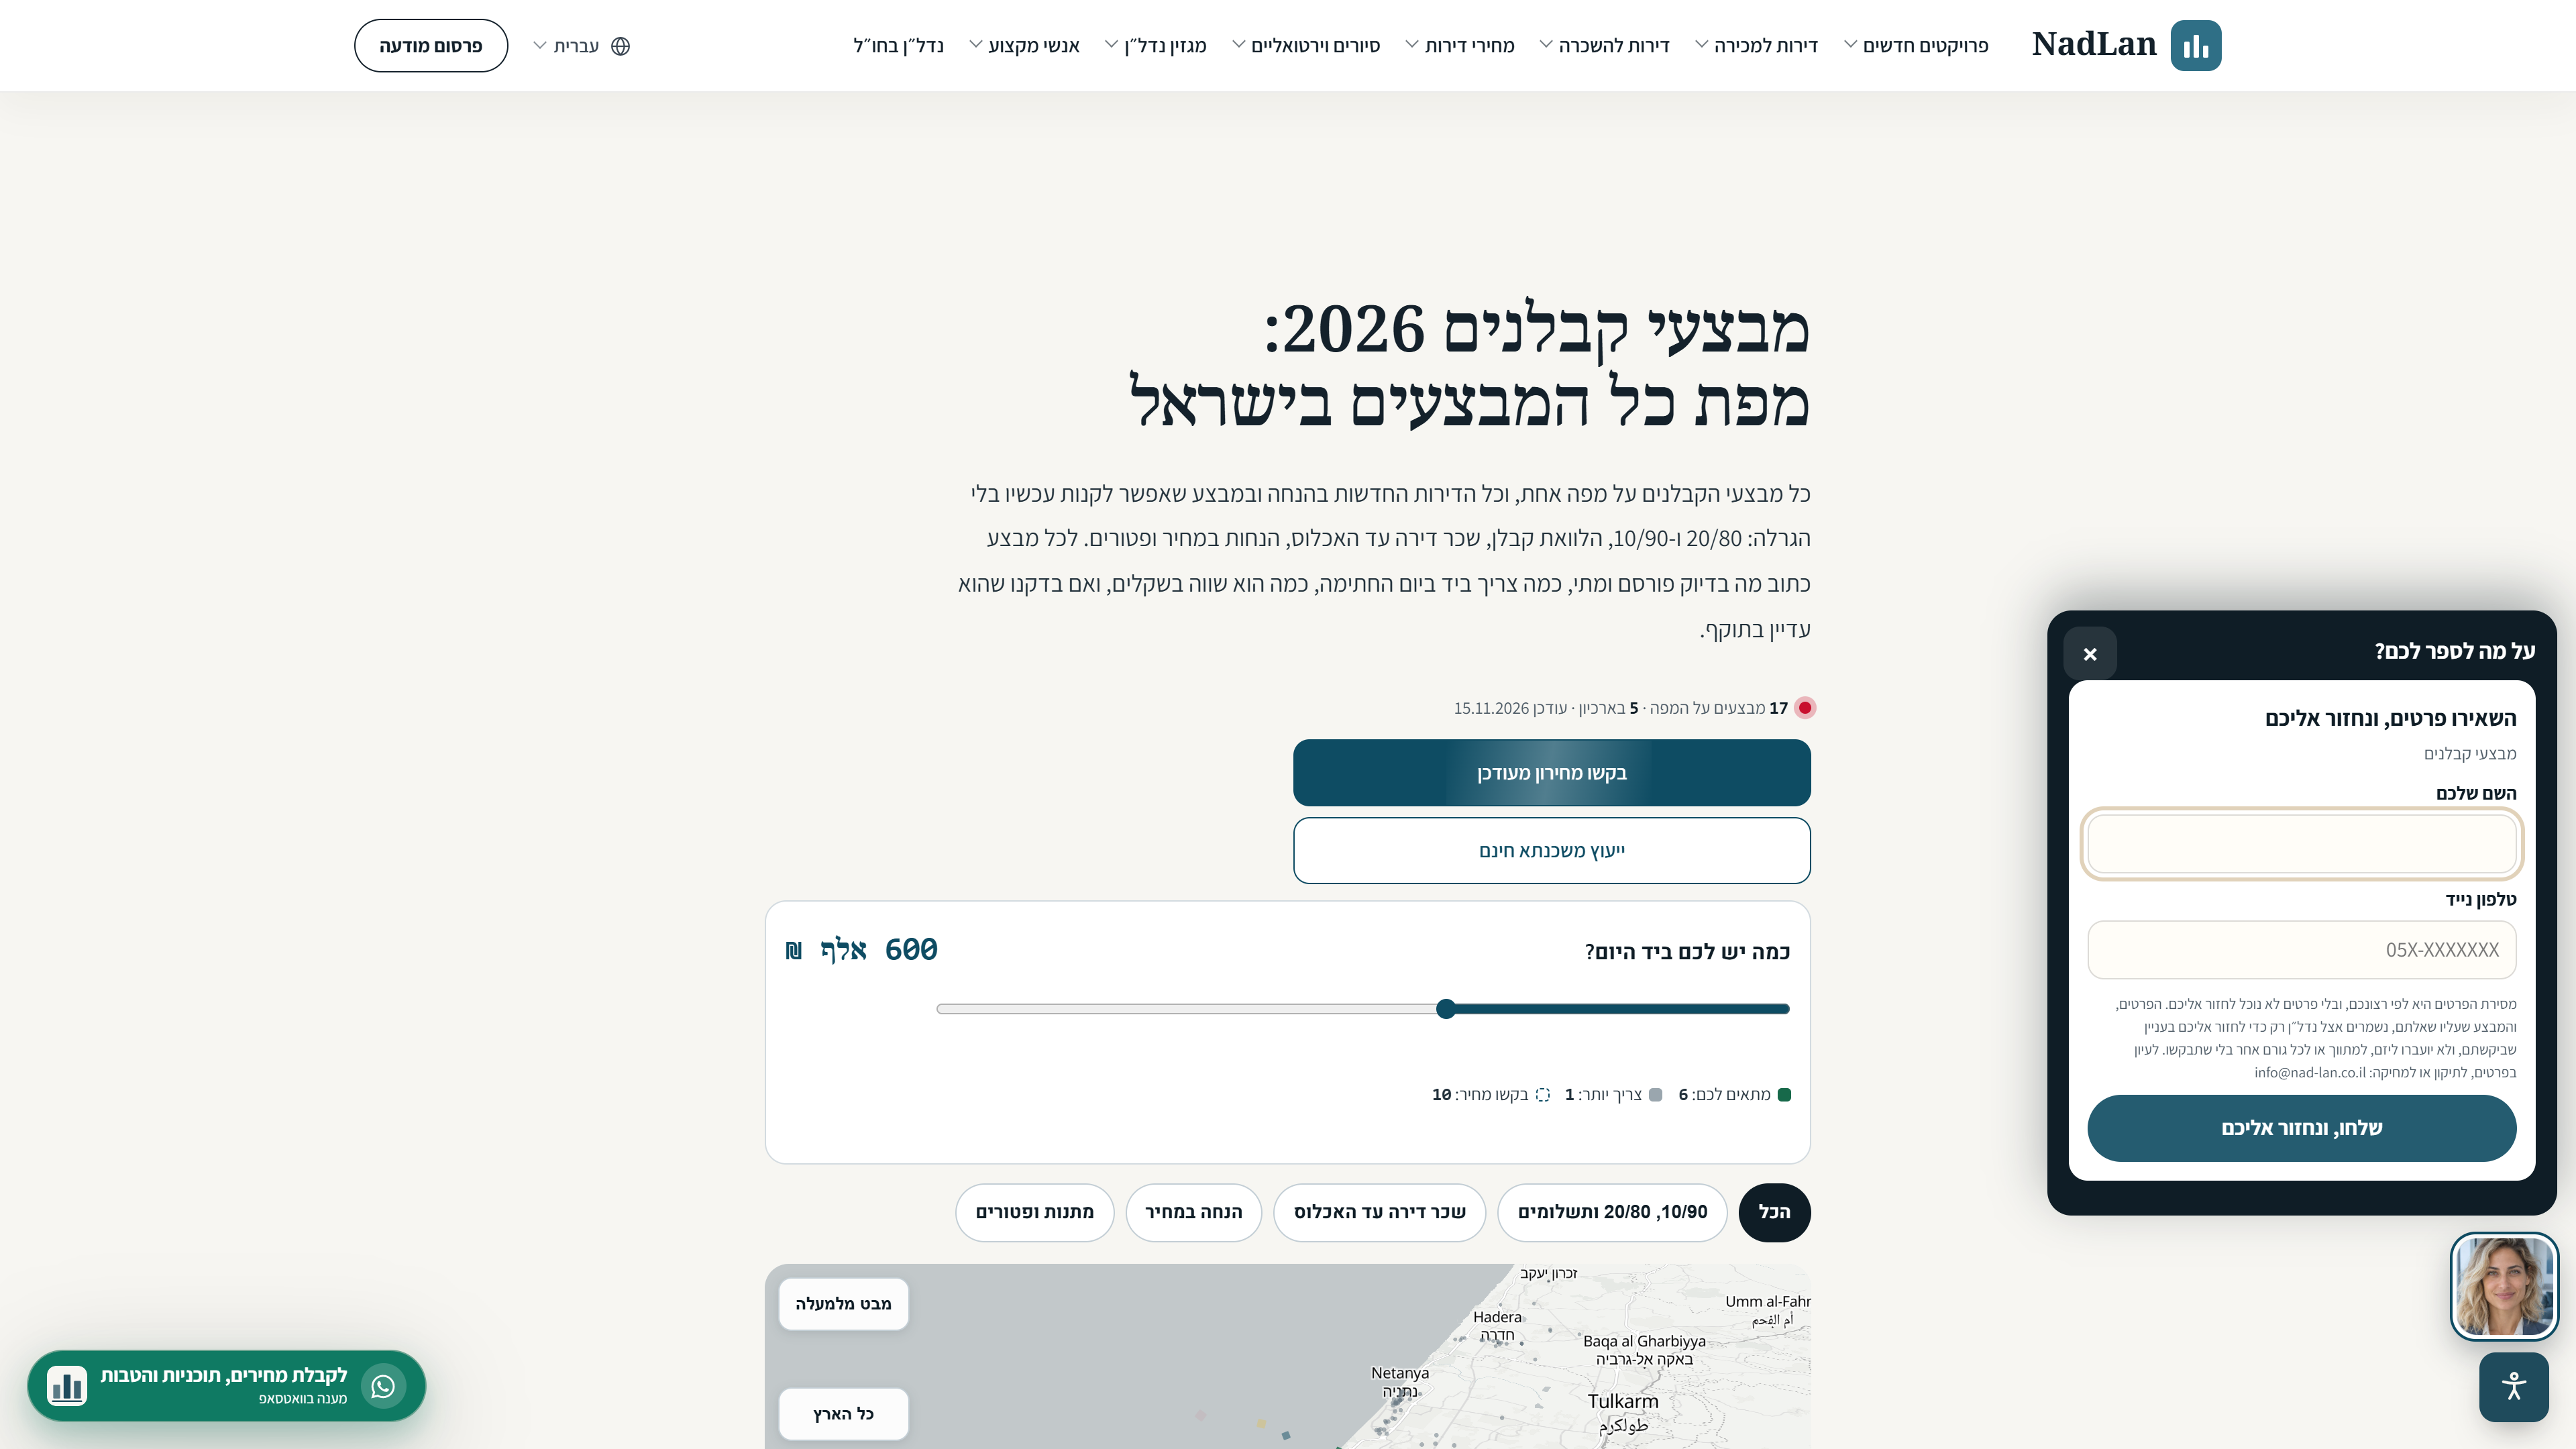 NadLan
פרויקטים חדשים
דירות למכירה
דירות להשכרה
מחירי דירות
סיורים וירטואליים
מגזין נדל״ן
אנשי מקצוע
נדל״ן בחו״ל
עברית
פרסום מודעה
מבצעי קבלנים 2026:
מפת כל המבצעים בישראל
כל מבצעי הקבלנים על מפה אחת, וכל הדירות החדשות בהנחה ובמבצע שאפשר לקנות עכשיו בלי
הגרלה: 20/80 ו-10/90, הלוואת קבלן, שכר דירה עד האכלוס, הנחות במחיר ופטורים. לכל מבצע
כתוב מה בדיוק פורסם ומתי, כמה צריך ביד ביום החתימה, כמה הוא שווה בשקלים, ואם בדקנו שהוא
עדיין בתוקף.
17 מבצעים על המפה · 5 בארכיון · עודכן 15.11.2026
בקשו מחירון מעודכן
ייעוץ משכנתא חינם
כמה יש לכם ביד היום?
600 אלף ₪
מתאים לכם: 6
צריך יותר: 1
בקשו מחיר: 10
הכל
10/90, 20/80 ותשלומים
שכר דירה עד האכלוס
הנחה במחיר
מתנות ופטורים
מבט מלמעלה
כל הארץ
זכרון יעקב
Hadera
חדרה
Umm al-Fahm
أم الفحم
Baqa al Gharbiyya
באקה אל-גרביה
Netanya
נתניה
Tulkarm
طولكرم
על מה לספר לכם?
×
השאירו פרטים, ונחזור אליכם
מבצעי קבלנים
השם שלכם
טלפון נייד
05X-XXXXXXX
מסירת הפרטים היא לפי רצונכם, ובלי פרטים לא נוכל לחזור אליכם. הפרטים,
והמבצע שעליו שאלתם, נשמרים אצל נדל״ן רק כדי לחזור אליכם בעניין
שביקשתם, ולא יועברו ליזם, למתווך או לכל גורם אחר בלי שתבקשו. לעיון
בפרטים, לתיקון או למחיקה: info@nad-lan.co.il
שלחו, ונחזור אליכם
לקבלת מחירים, תוכניות והטבות
מענה בוואטסאפ